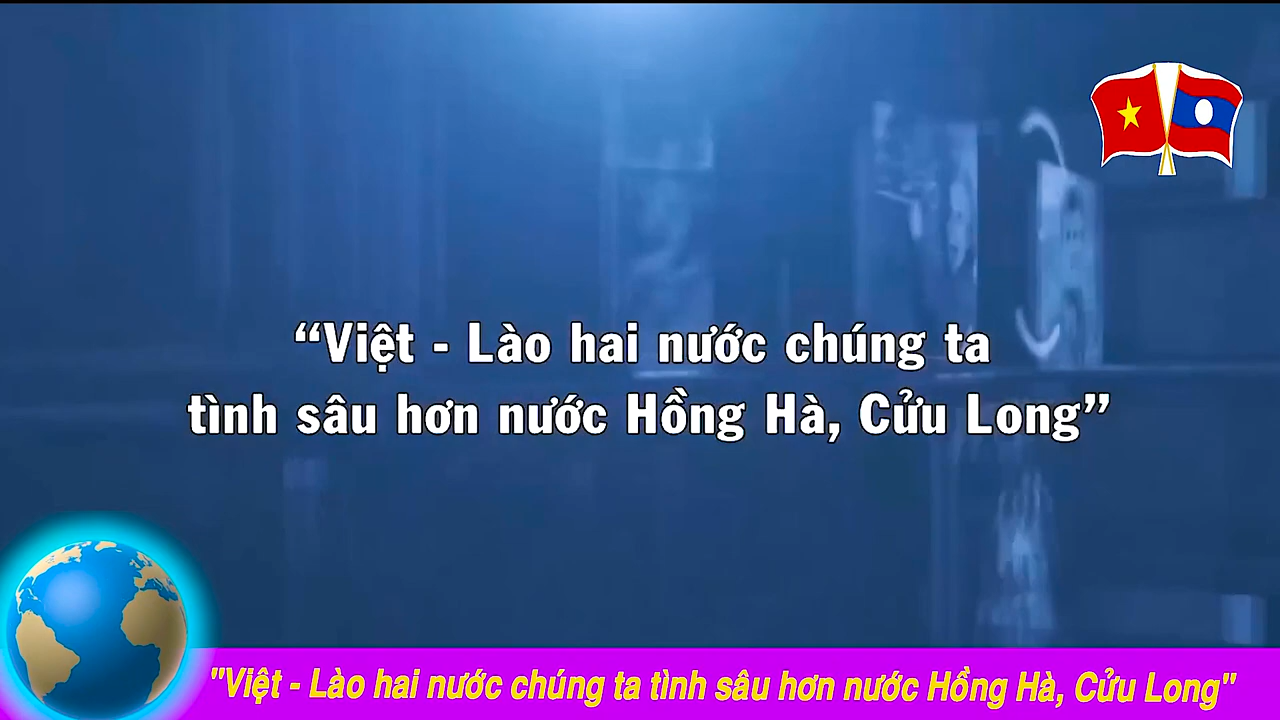 “Việt - Lào hai nước chúng ta
tình sâu hơn nước Hồng Hà, Cửu Long”
"Việt - Lào hai nước chúng ta tình sâu hơn nước Hồng Hà, Cửu Long"